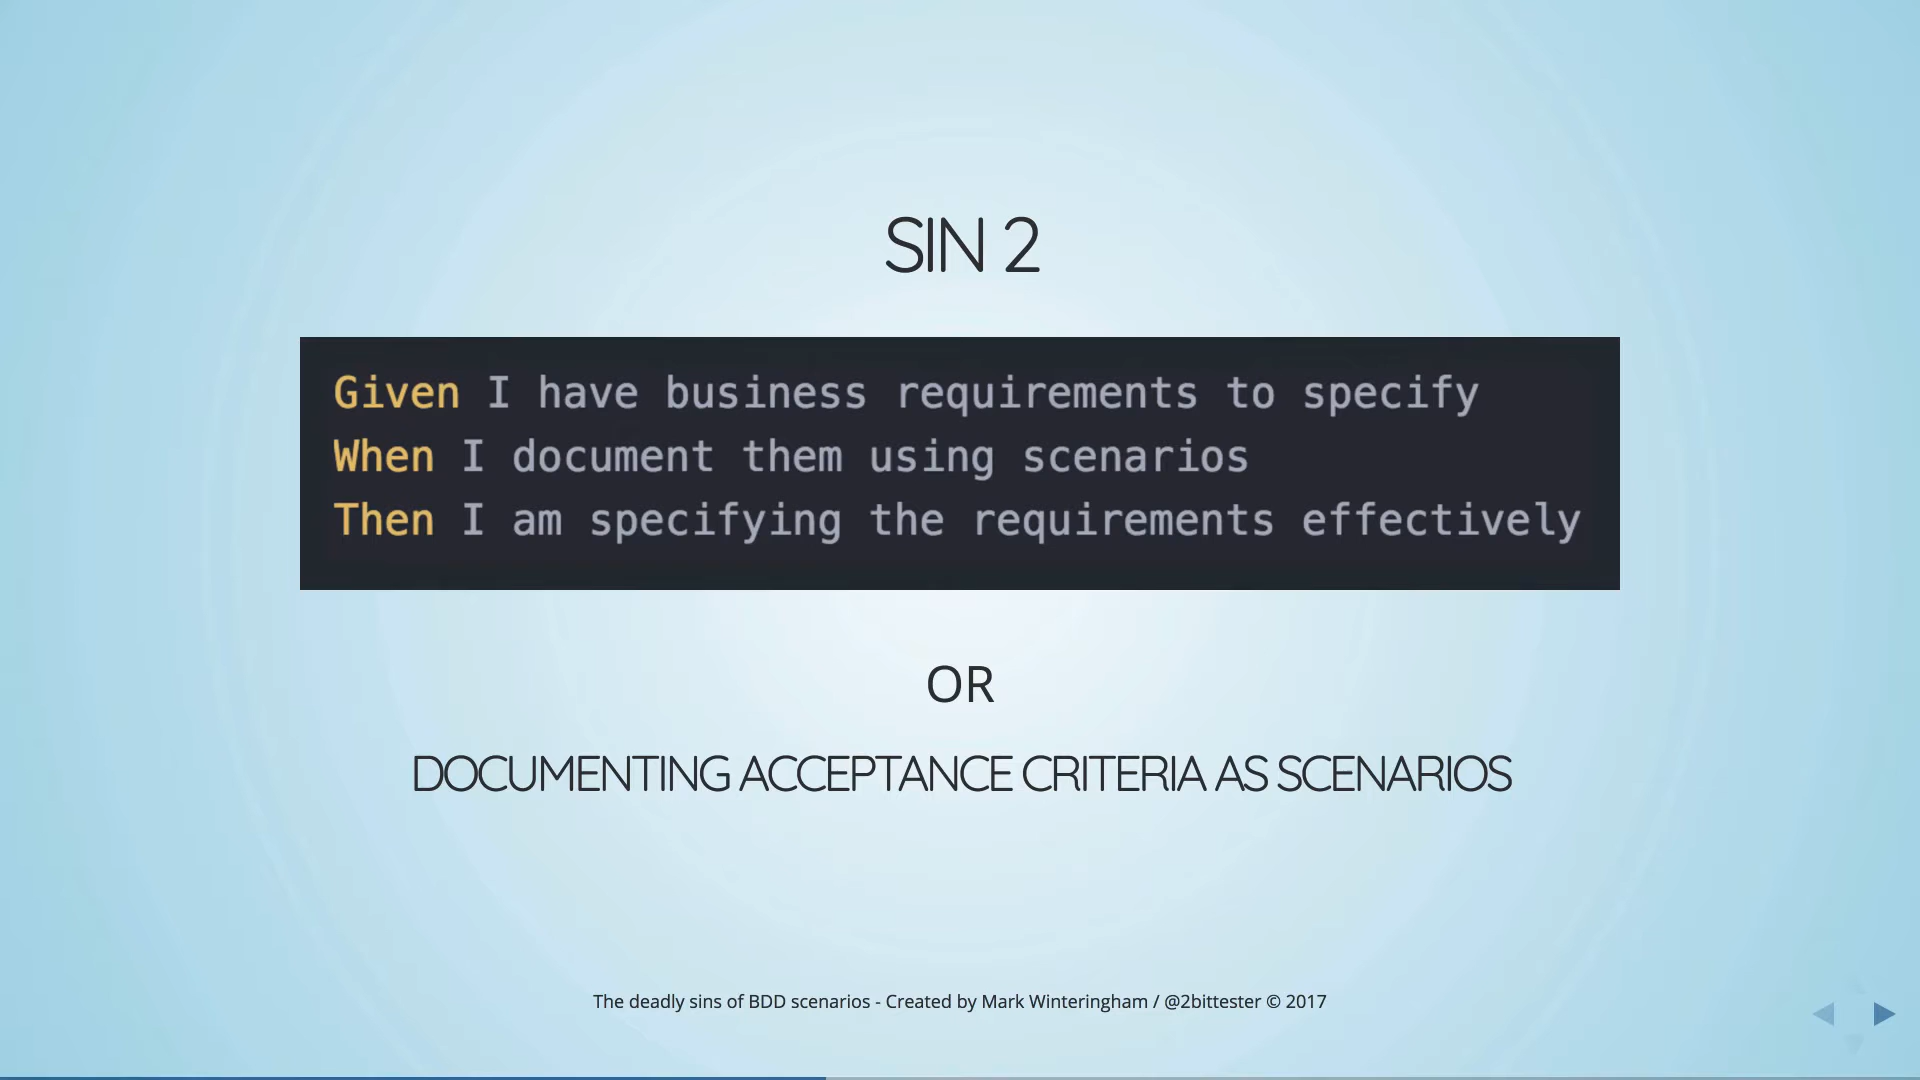 SIN 2
Given I have business requirements to specify
When I document them using scenarios
Then I am specifying the requirements effectively
OR
DOCUMENTING ACCEPTANCE CRITERIA AS SCENARIOS
The deadly sins of BDD scenarios - Created by Mark Winteringham / @2bittester © 2017